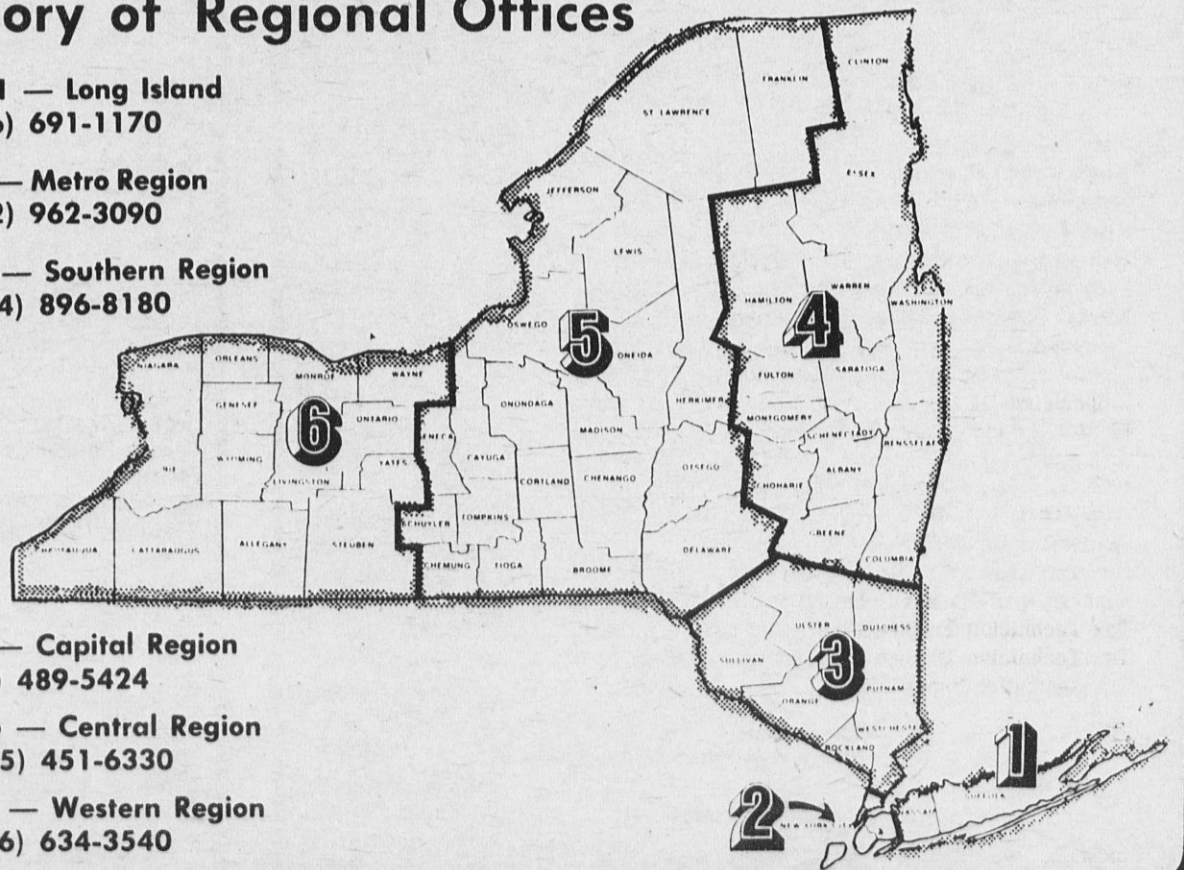 ory of Regional Offices
1 — Long Island
6) 691-1170
— Metro Region
2) 962-3090
— Southern Region
4) 896-8180
— Capital Region
) 489-5424
— Central Region
5) 451-6330
— Western Region
6) 634-3540
CLINTON
FRANKLIN
ST. LAWRENCE
ESSEX
JEFFERSON
LEWIS
HAMILTON
WARREN
WASHINGTON
4
OSWEGO
5
ONEIDA
NIAGARA
ORLEANS
MONROE
WAYNE
FULTON
SARATOGA
GENESEE
ONTARIO
ONONDAGA
HERKIMER
MONTGOMERY
6
SENECA
MADISON
SCHENECTADY
RENSSELAER
RIE
WYOMING
LIVINGSTON
YATES
CAYUGA
CORTLAND
CHENANGO
OTSEGO
ALBANY
CHOHARIE
SCHUYLER
TOMPKINS
GREENE
CHAUTAUQUA
CATTARAUGUS
ALLEGANY
STEUBEN
CHEMUNG
TIOGA
BROOME
DELAWARE
COLUMBIA
ULSTER
DUTCHESS
SULLIVAN
3
PUTNAM
ORANGE
WESTCHESTER
ROCKLAND
1
SUFFOLK
2
NEW YORK CITY